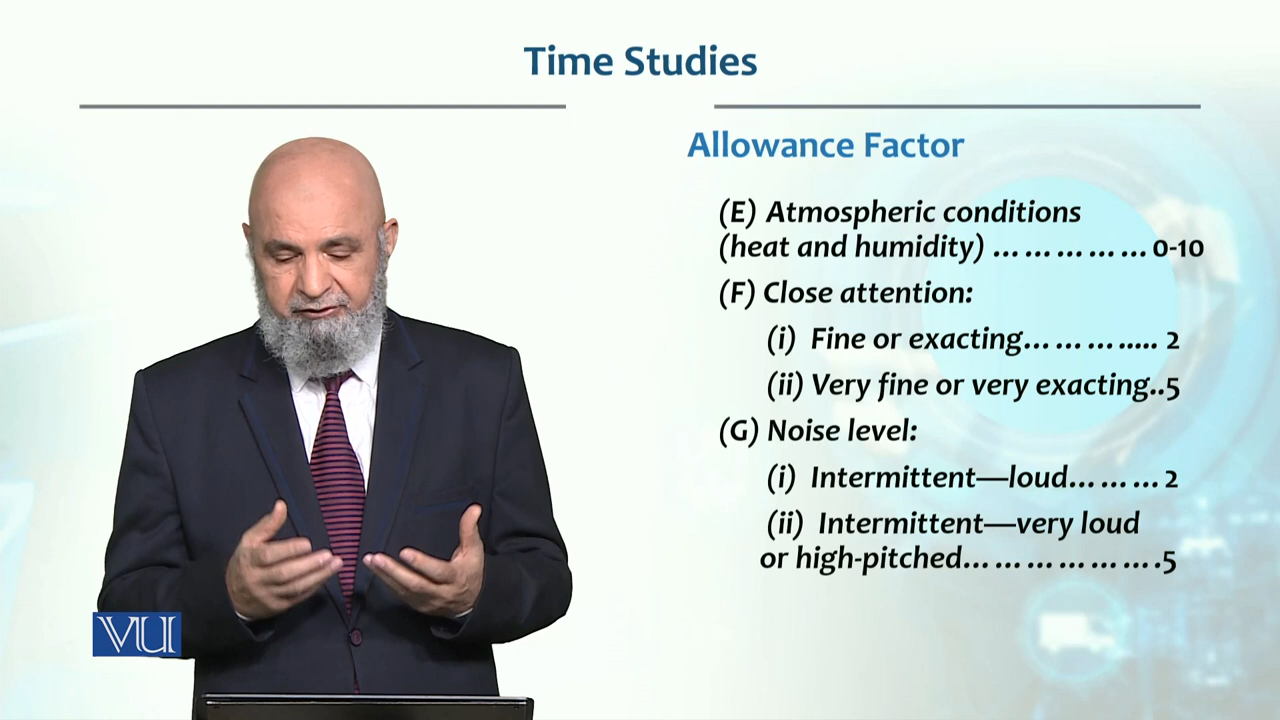 Time Studies
Allowance Factor
(E) Atmospheric conditions
(heat and humidity) ... ... ... ... ... 0-10
(F) Close attention:
(i) Fine or exacting... ... ... ..... 2
(ii) Very fine or very exacting..5
(G) Noise level:
(i) Intermittent—loud... ... ... 2
(ii) Intermittent—very loud
or high-pitched... ... ... ... ... ... .5
VU